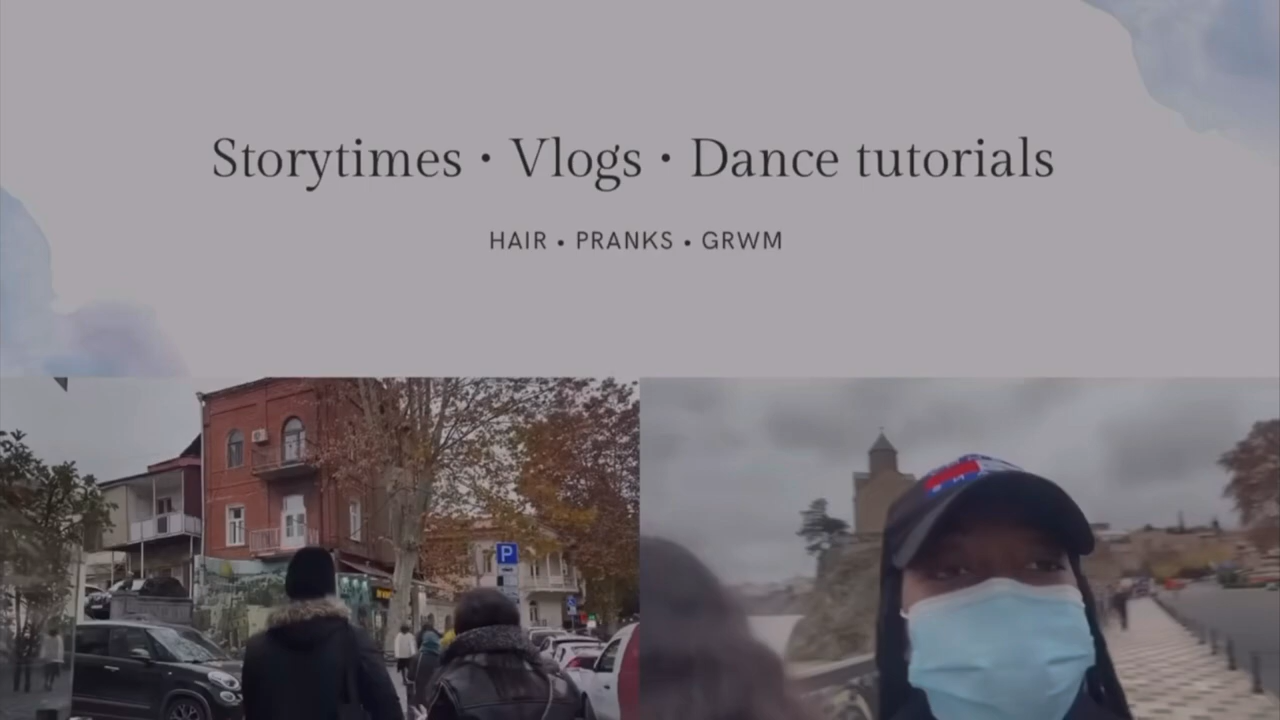 Storytimes • Vlogs • Dance tutorials
HAIR • PRANKS • GRWM
P